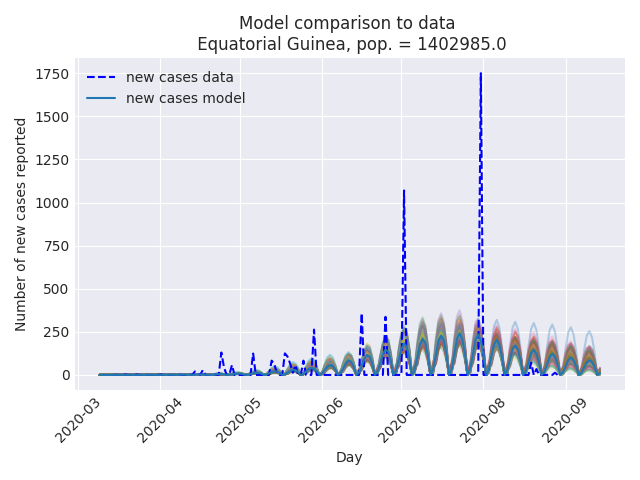 Model comparison to data
Equatorial Guinea, pop. = 1402985.0
new cases data
new cases model
Number of new cases reported
1750
1500
1250
1000
750
500
250
0
2020-03
2020-04
2020-05
2020-06
2020-07
2020-08
2020-09
Day